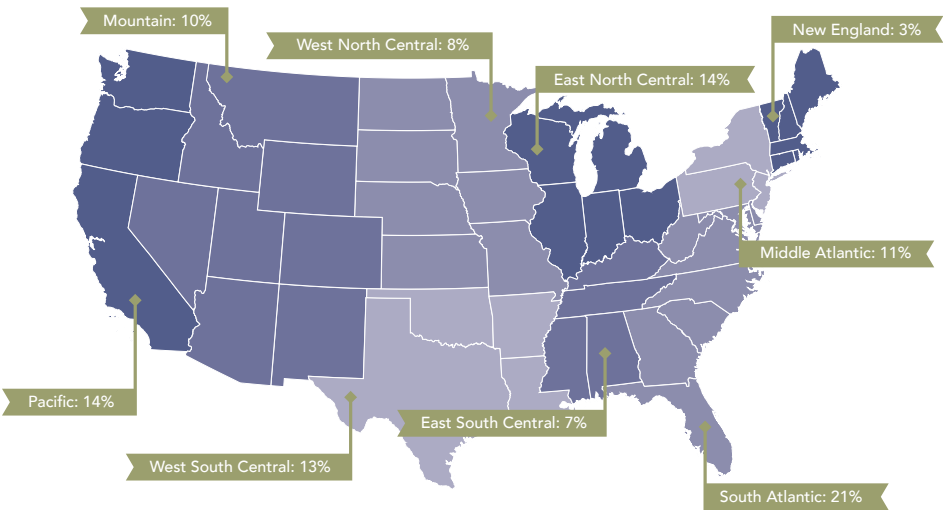 Mountain: 10%
New England: 3%
West North Central: 8%
East North Central: 14%
Middle Atlantic: 11%
Pacific: 14%
East South Central: 7%
West South Central: 13%
South Atlantic: 21%